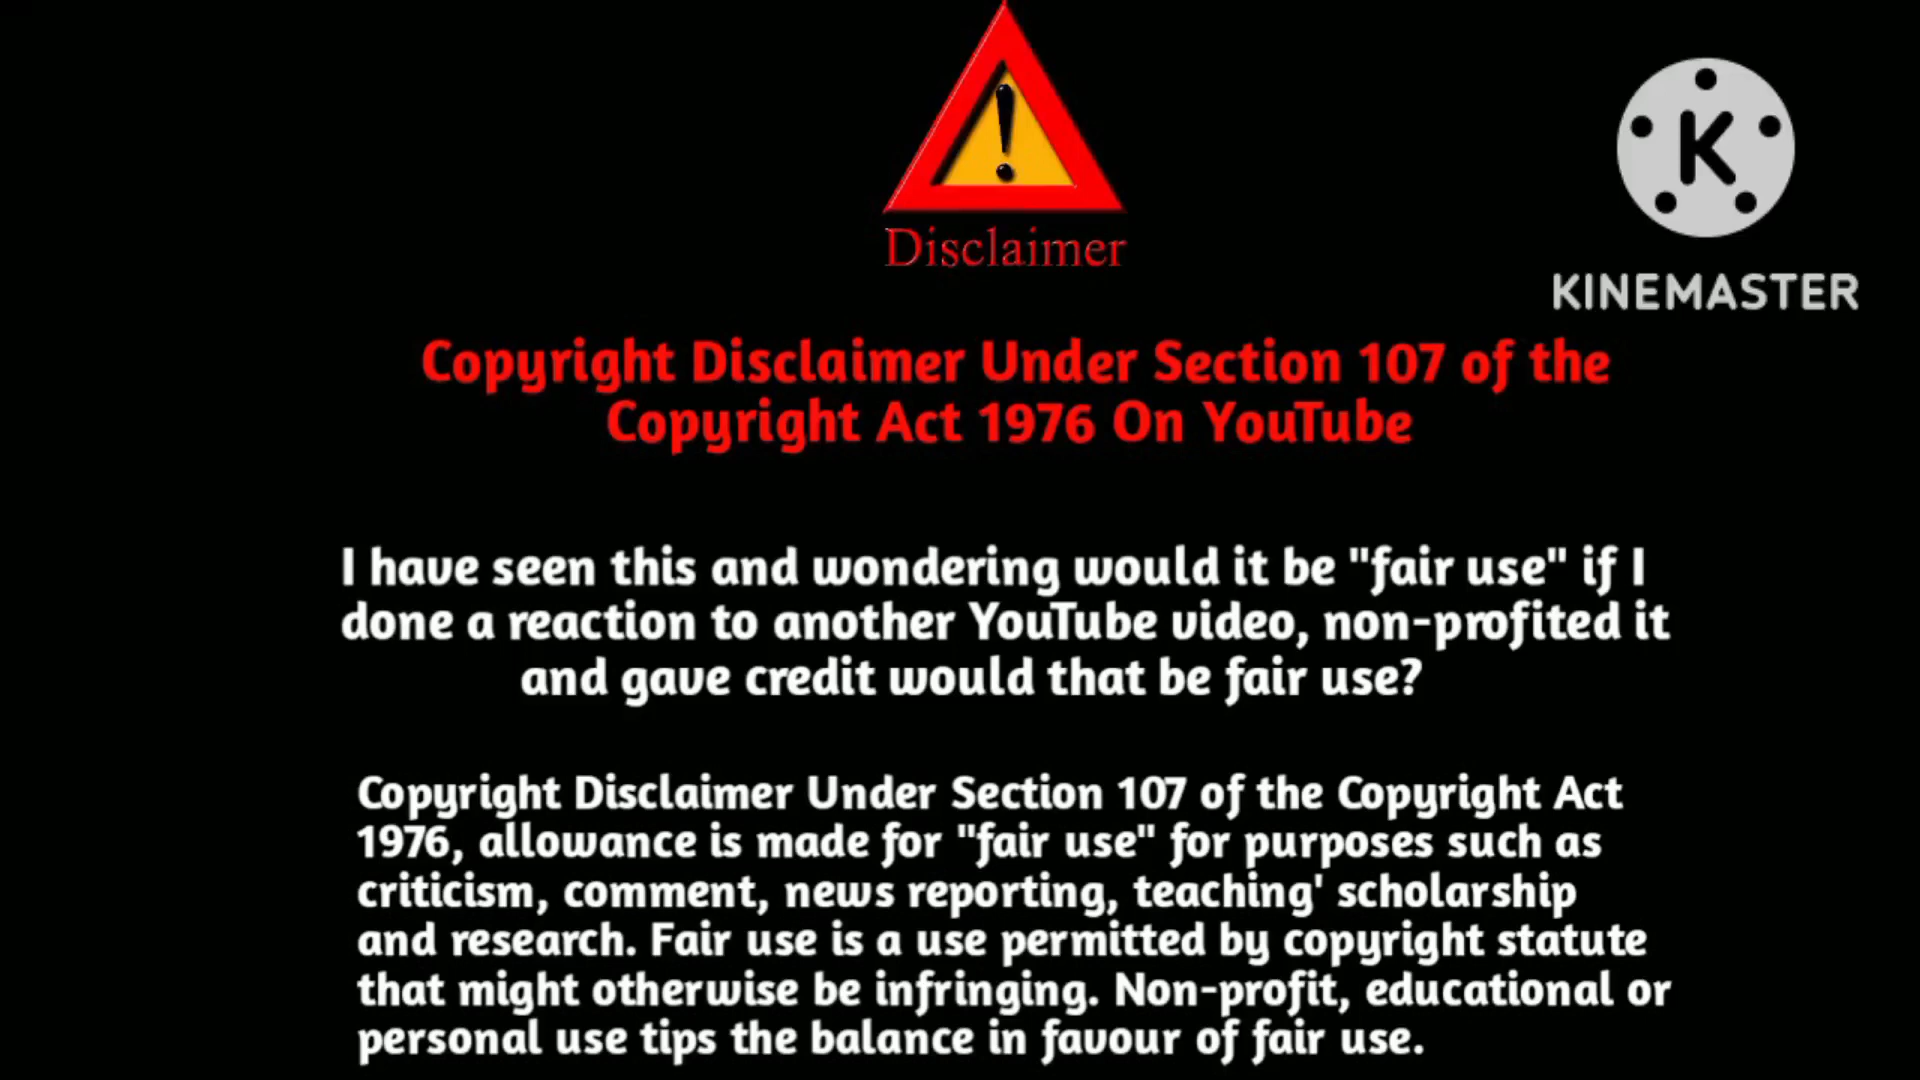 Disclaimer
K
KINEMASTER
Copyright Disclaimer Under Section 107 of the
Copyright Act 1976 On YouTube
I have seen this and wondering would it be "fair use" if I
done a reaction to another YouTube video, non-profited it
and gave credit would that be fair use?
Copyright Disclaimer Under Section 107 of the Copyright Act
1976, allowance is made for "fair use" for purposes such as
criticism, comment, news reporting, teaching' scholarship
and research. Fair use is a use permitted by copyright statute
that might otherwise be infringing. Non-profit, educational or
personal use tips the balance in favour of fair use.